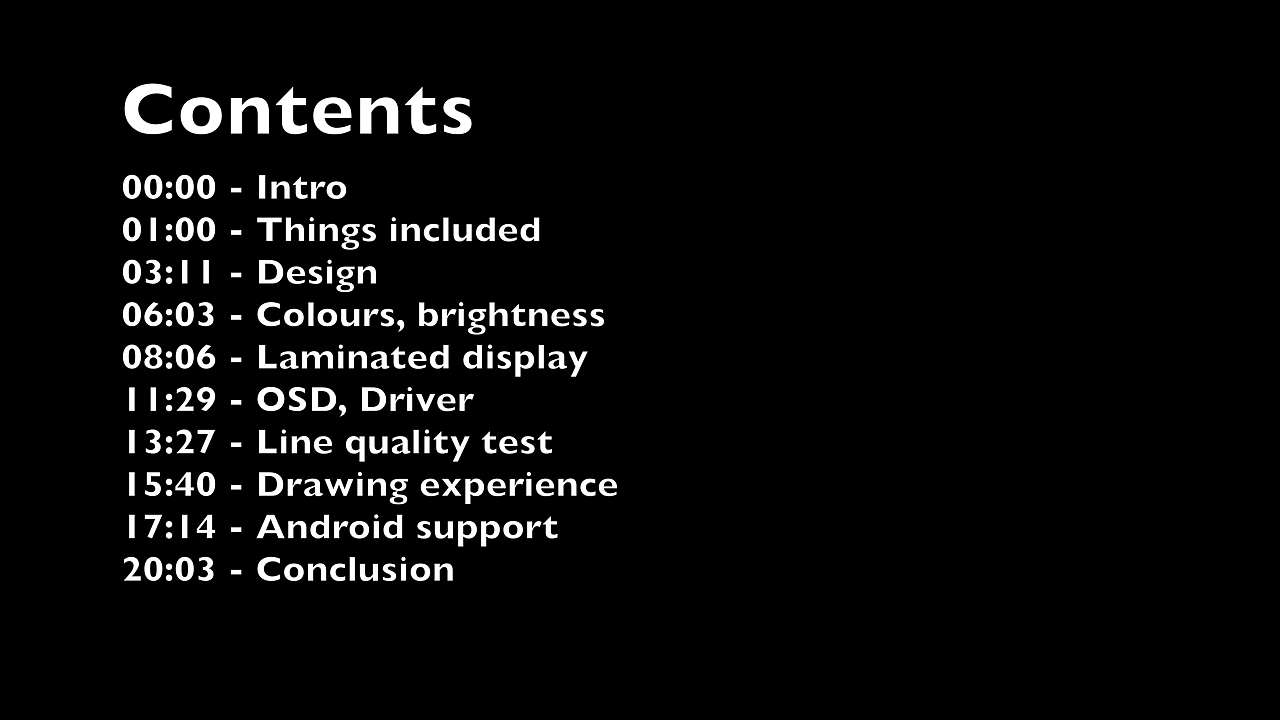 Contents
00:00 - Intro
01:00 - Things included
03:11 - Design
06:03 - Colours, brightness
08:06 - Laminated display
11:29 - OSD, Driver
13:27 - Line quality test
15:40 - Drawing experience
17:14 - Android support
20:03 - Conclusion